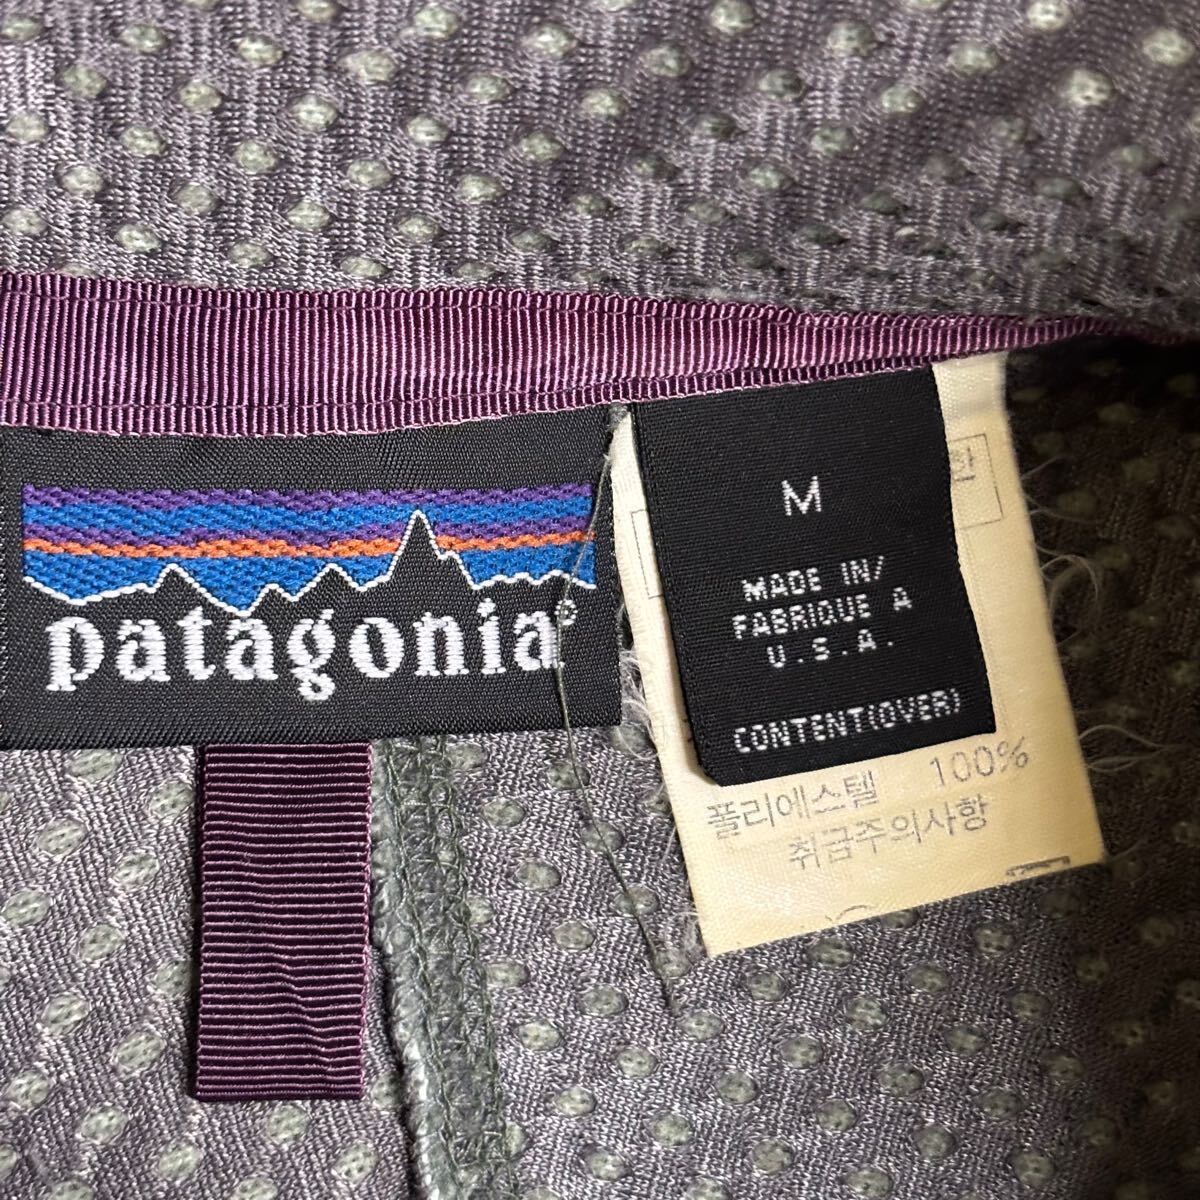 patagonia®
M
MADE IN/
FABRIQUE A
U.S.A.
CONTENT(OVER)
폴리에스텔 100%
취급주의사항